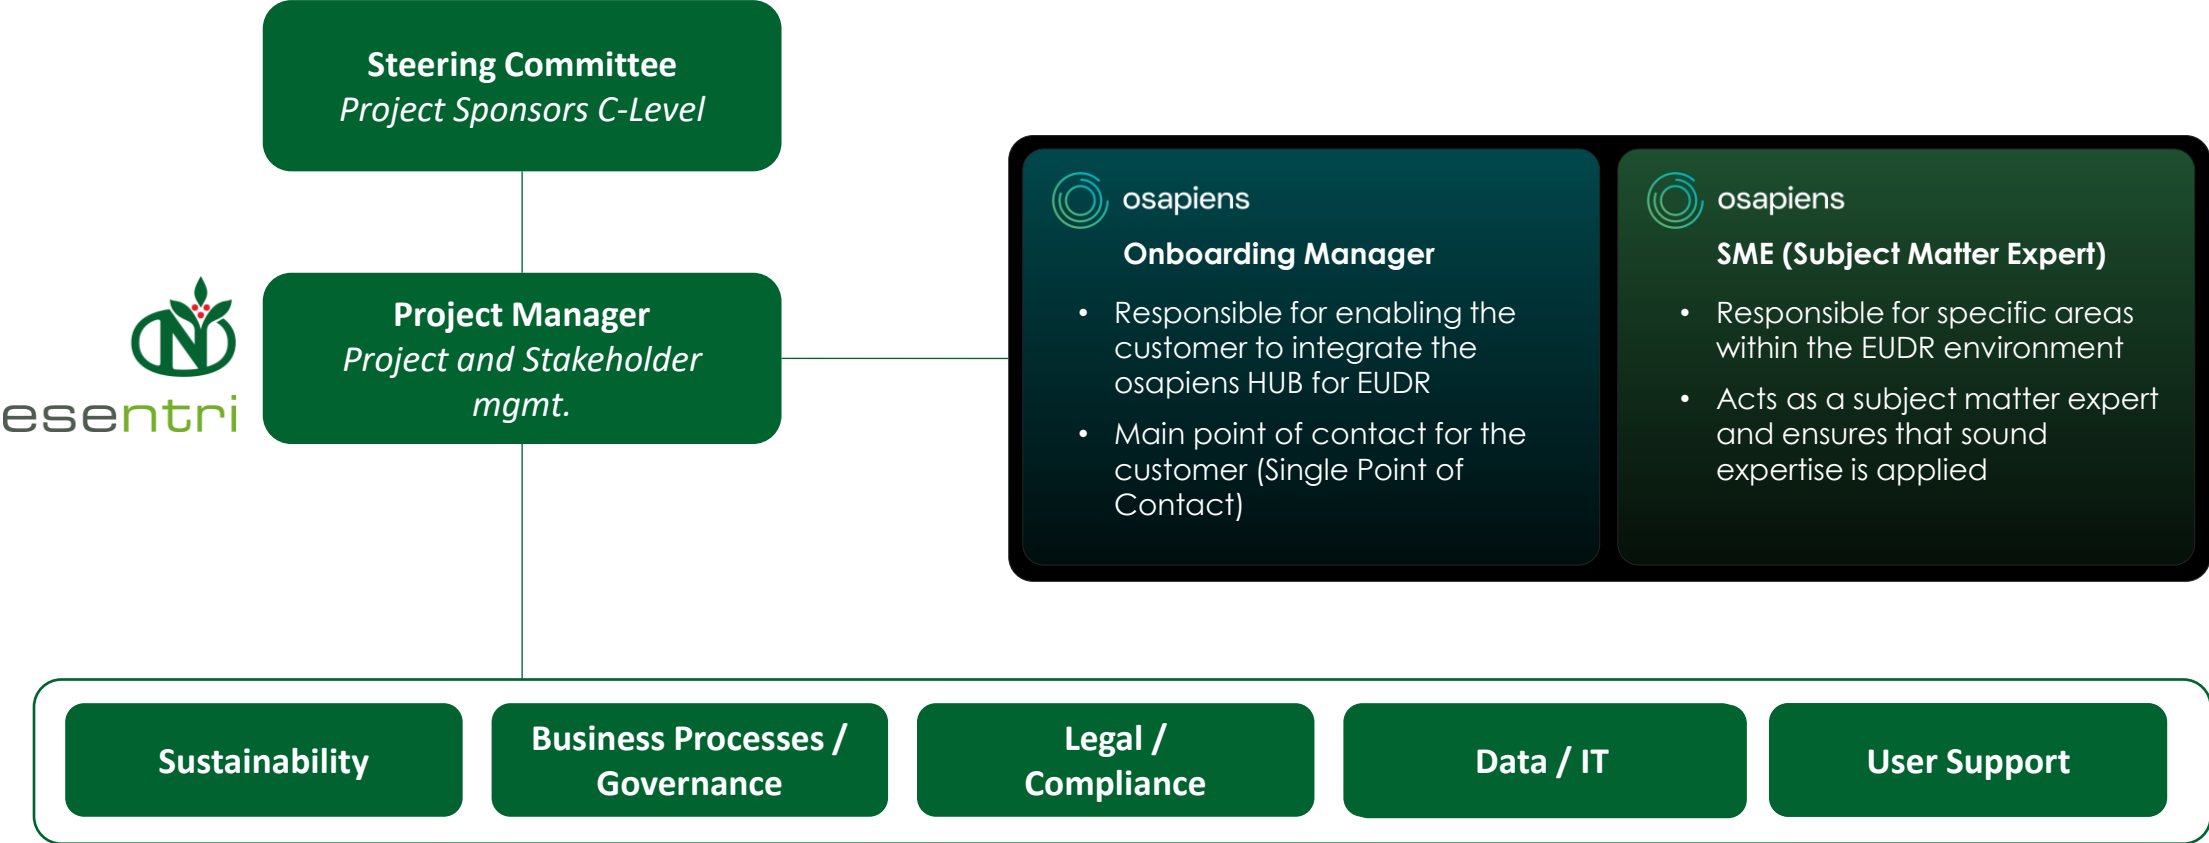 Steering Committee
Project Sponsors C-Level
N
esentri
Project Manager
Project and Stakeholder
mgmt.
osapiens
Onboarding Manager
• Responsible for enabling the
customer to integrate the
osapiens HUB for EUDR
• Main point of contact for the
customer (Single Point of
Contact)
osapiens
SME (Subject Matter Expert)
• Responsible for specific areas
within the EUDR environment
• Acts as a subject matter expert
and ensures that sound
expertise is applied
Sustainability
Business Processes /
Governance
Legal /
Compliance
Data / IT
User Support